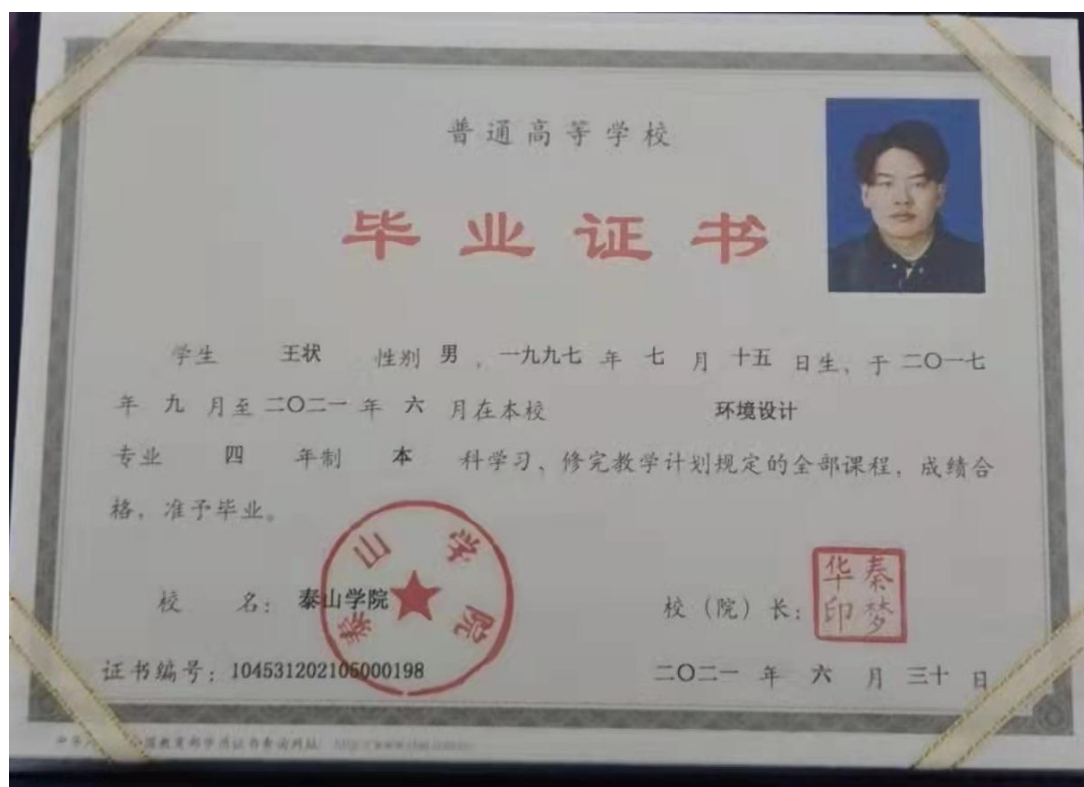 普通高等学校
毕业证书
学生 王状 性别 男，一九九七 年 七 月 十五 日生、于 二〇一七
年 九 月至 二〇二一 年 六 月在本校 环境设计
专业 四 年制 本 科学习、修完教学计划规定的全部课程，成绩合
格，准予毕业。
泰山学院
校 名：泰山学院
校（院）长：
秦梦华印
证书编号：104531202105000198
二〇二一 年 六 月 三十 日